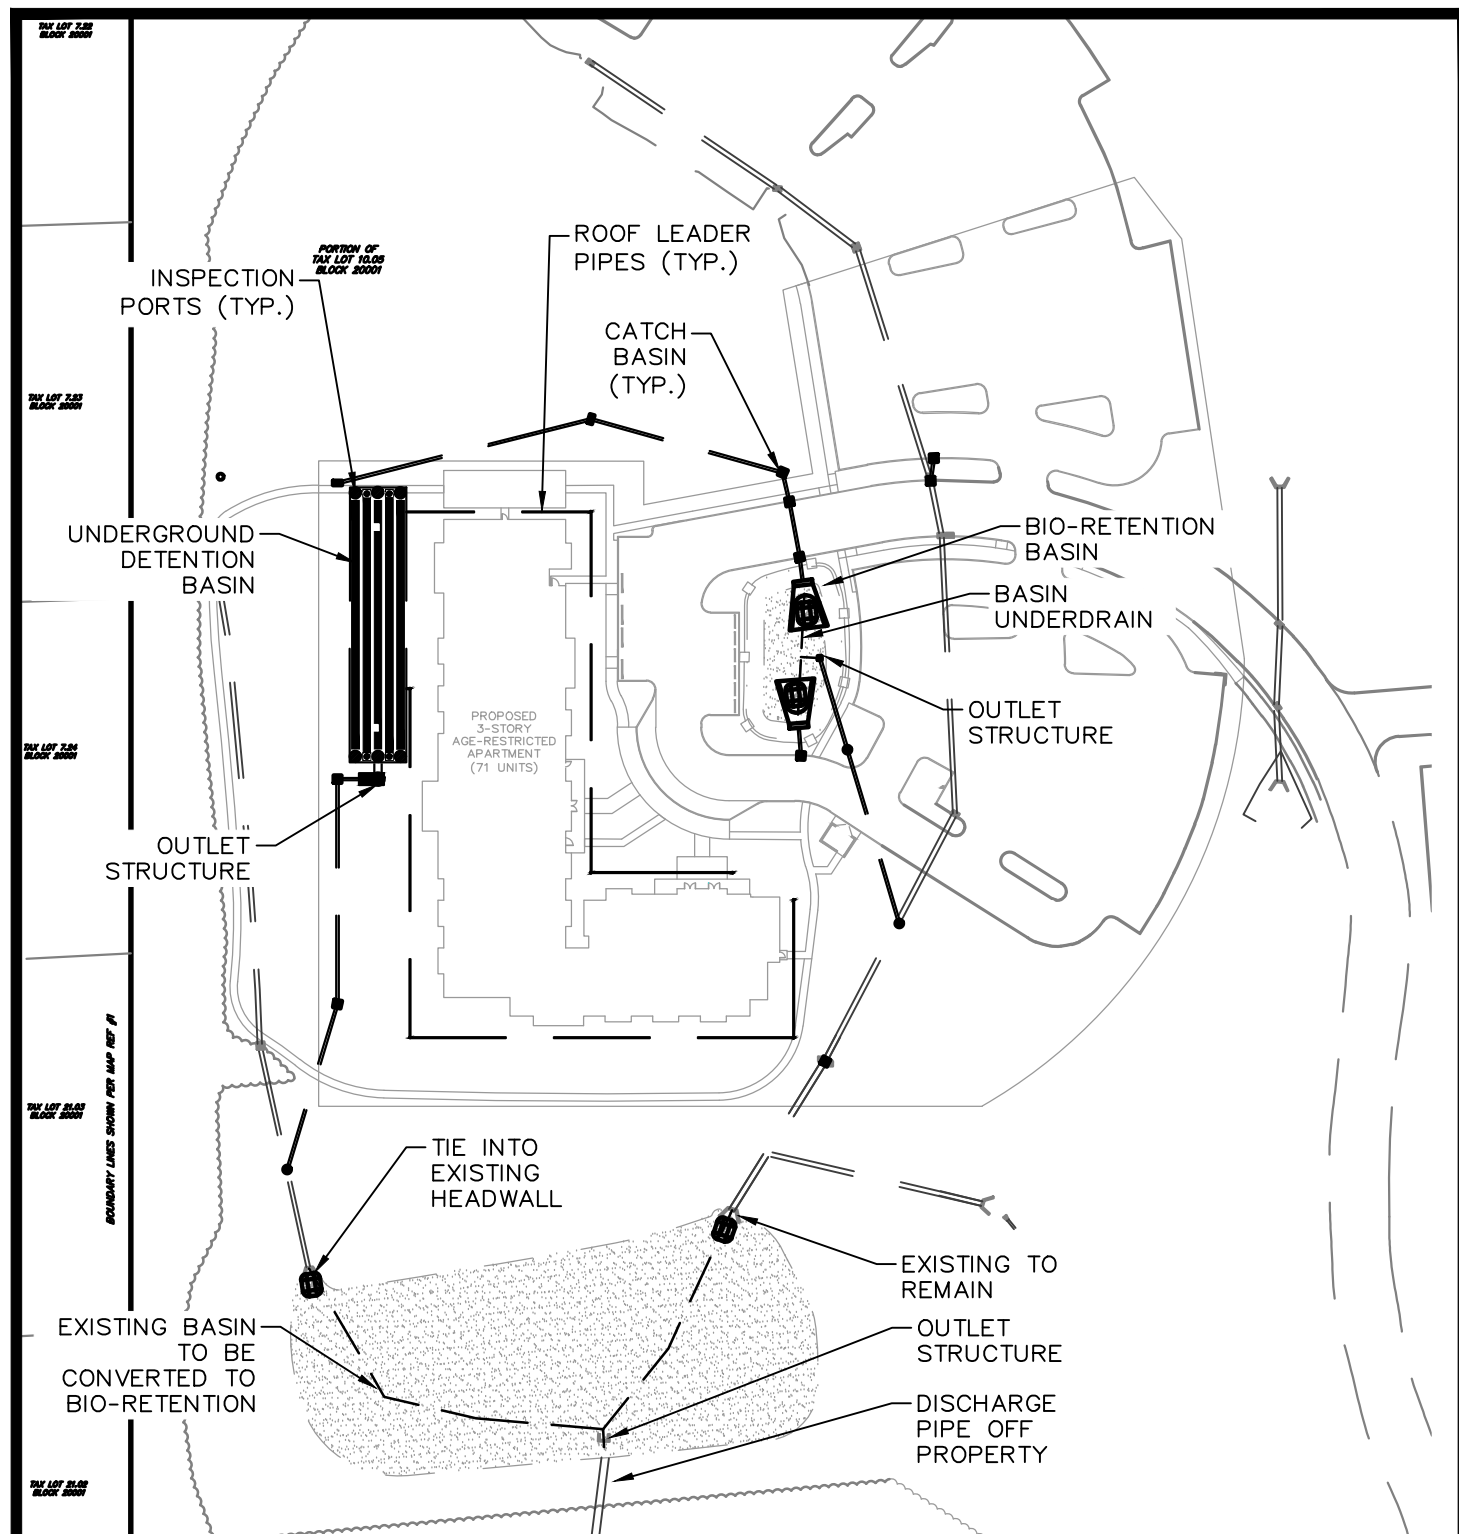 TAX LOT 7.22
BLOCK 20001
PORTION OF
TAX LOT 10.05
BLOCK 20001
ROOF LEADER
PIPES (TYP.)
INSPECTION
PORTS (TYP.)
CATCH
BASIN
(TYP.)
TAX LOT 7.23
BLOCK 20001
UNDERGROUND
DETENTION
BASIN
BIO-RETENTION
BASIN
BASIN
UNDERDRAIN
OUTLET
STRUCTURE
PROPOSED
3-STORY
AGE-RESTRICTED
APARTMENT
(71 UNITS)
TAX LOT 7.24
BLOCK 20001
OUTLET
STRUCTURE
BOUNDARY LINES SHOWN PER MAP REF #1
TAX LOT 21.03
BLOCK 20001
TIE INTO
EXISTING
HEADWALL
EXISTING TO
REMAIN
EXISTING BASIN
TO BE
CONVERTED TO
BIO-RETENTION
OUTLET
STRUCTURE
DISCHARGE
PIPE OFF
PROPERTY
TAX LOT 21.02
BLOCK 20001